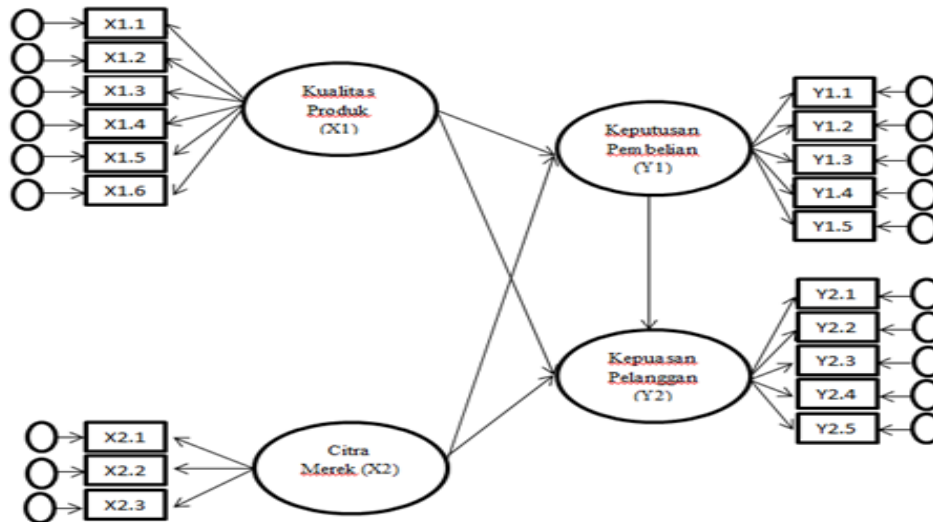 X1.1
X1.2
X1.3
X1.4
X1.5
X1.6
Kualitas
Produk
(X1)
Keputusan
Pembelian
(Y1)
Y1.1
Y1.2
Y1.3
Y1.4
Y1.5
Y2.1
Y2.2
Y2.3
Y2.4
Y2.5
Kepuasan
Pelanggan
(Y2)
X2.1
X2.2
X2.3
Citra
Merek (X2)